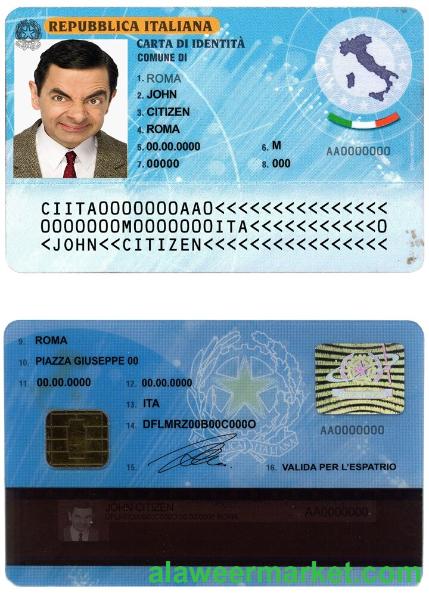 REPUBBLICA ITALIANA
CARTA DI IDENTITÀ
COMUNE DI
1. ROMA
2. JOHN
3. CITIZEN
4. ROMA
5. 00.00.0000 6. M
7. 00000 8. 000
AA0000000
CIITA0000000AA0<<<<<<<<<<<<<<<
0000000M0000000ITA<<<<<<<<<<<0
<JOHN<<CITIZEN<<<<<<<<<<<<<<<<
9. ROMA
10. PIAZZA GIUSEPPE 00
11. 00.00.0000 12. 00.00.0000
13. ITA
14. DFLMRZ00B00C000O
AA0000000
15. 16. VALIDA PER L'ESPATRIO
JOHN CITIZEN
AA0000000
alaweermarket.com